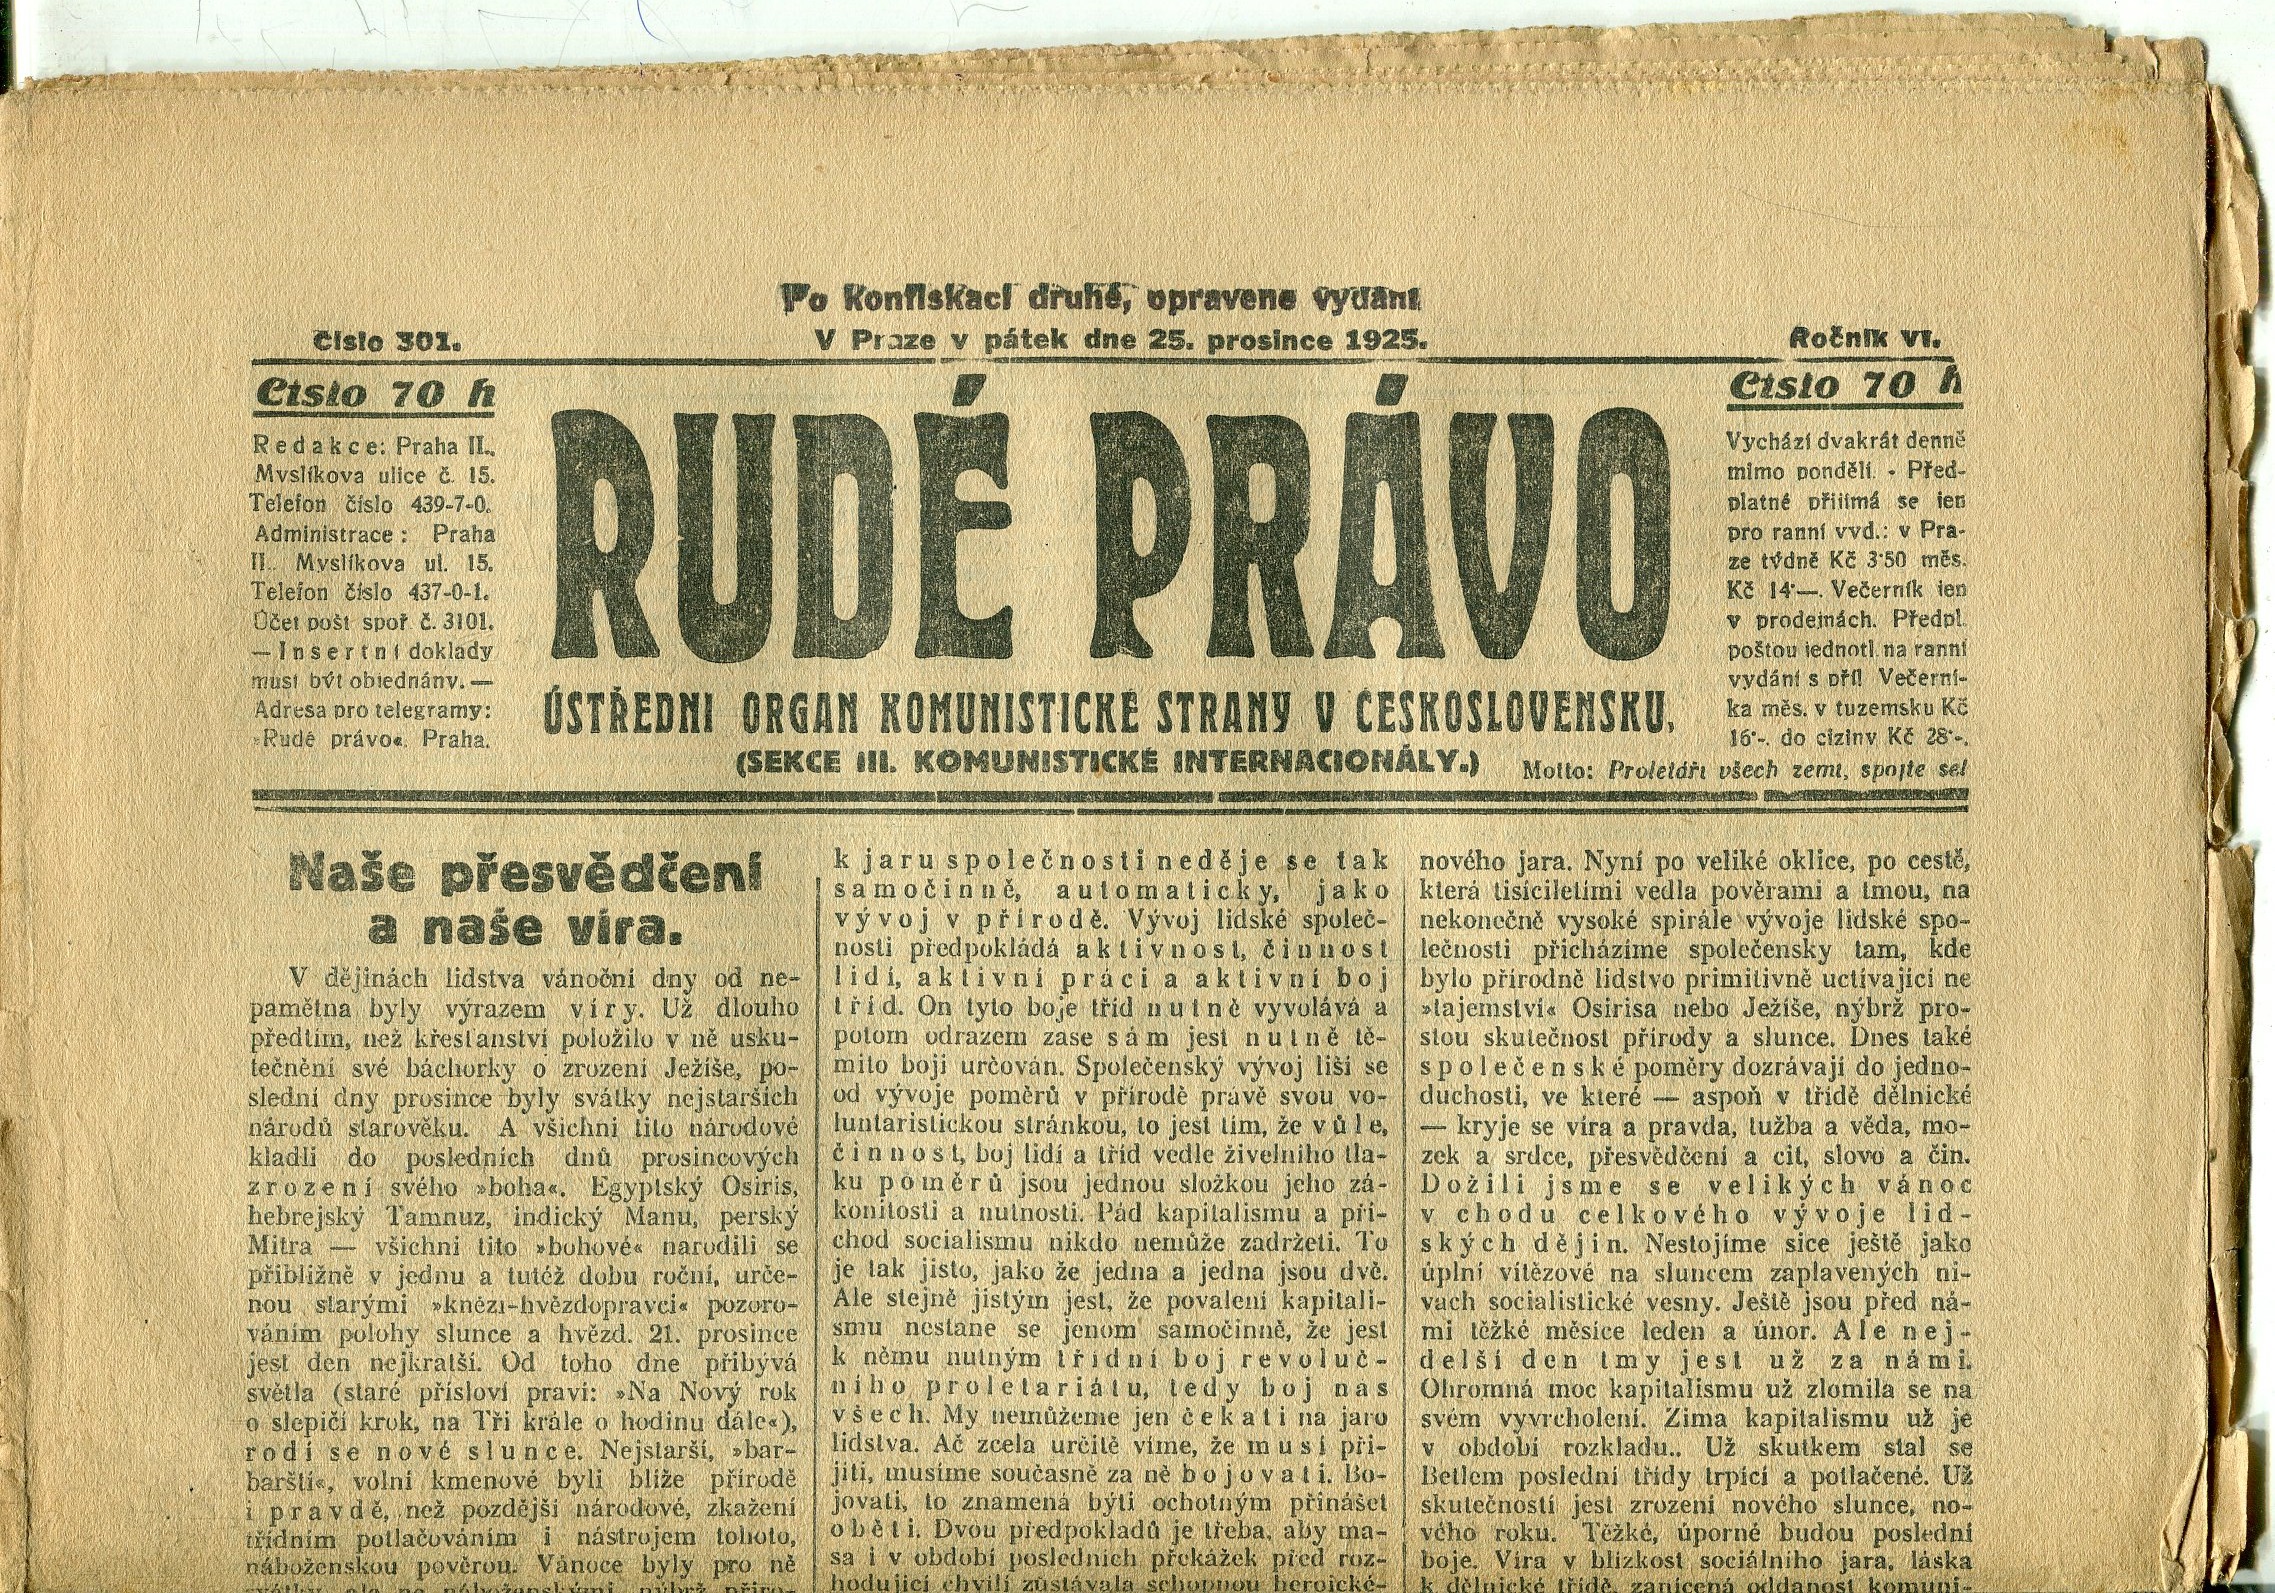 Po konfiskaci druhé, opravené vydání
Číslo 301.
V Praze v pátek dne 25. prosince 1925.
Ročník VI.
Číslo 70 h
Redakce: Praha II.,
Myslíkova ulice č. 15.
Telefon číslo 439-7-0.
Administrace: Praha
II. Myslíkova ul. 15.
Telefon číslo 437-0-1.
Účet pošt spoř č. 3101.
— Insertní doklady
musí být objednány. —
Adresa pro telegramy:
»Rudé právo«. Praha.
RUDÉ PRÁVO
ÚSTŘEDNÍ ORGAN KOMUNISTICKÉ STRANY V ČESKOSLOVENSKU,
(SEKCE III. KOMUNISTICKÉ INTERNACIONÁLY.)
Číslo 70 h
Vychází dvakrát denně
mimo pondělí. - Před-
platné přijímá se jen
pro ranní vyd.: v Pra-
ze týdně Kč 3·50 měs.
Kč 14·—. Večerník jen
v prodejnách. Předpl.
poštou jednotl. na ranní
vydání s příl Večerní-
ka měs. v tuzemsku Kč
16·-. do ciziny Kč 28·-.
Motto: Proletáři všech zemí, spojte se!
Naše přesvědčení
a naše víra.
V dějinách lidstva vánoční dny od ne-
pamětna byly výrazem víry. Už dlouho
předtím, než křesťanství položilo v ně usku-
tečnění své báchorky o zrození Ježíše, po-
slední dny prosince byly svátky nejstarších
národů starověku. A všichni tito národové
kladli do posledních dnů prosincových
zrození svého »boha«. Egyptský Osiris,
hebrejský Tamnuz, indický Manu, perský
Mitra — všichni tito »bohové« narodili se
přibližně v jednu a tutéž dobu roční, urče-
nou starými »knězi-hvězdopravci« pozoro-
váním polohy slunce a hvězd. 21. prosince
jest den nejkratší. Od toho dne přibývá
světla (staré přísloví praví: »Na Nový rok
o slepičí krok, na Tři krále o hodinu dále«),
rodí se nové slunce. Nejstarší, »bar-
barští«, volní kmenové byli blíže přírodě
i pravdě, než pozdější národové, zkažení
třídním potlačováním i nástrojem tohoto,
náboženskou pověrou. Vánoce byly pro ně
svátky ale ne náboženskými, nýbrž příro-
k jaru společnosti neděje se tak
samočinně, automaticky, jako
vývoj v přírodě. Vývoj lidské společ-
nosti předpokládá aktivnost, činnost
lidí, aktivní práci a aktivní boj
tříd. On tyto boje tříd nutně vyvolává a
potom odrazem zase sám jest nutně tě-
mito boji určován. Společenský vývoj liší se
od vývoje poměrů v přírodě právě svou vo-
luntaristickou stránkou, to jest tím, že vůle,
činnost, boj lidí a tříd vedle živelního tla-
ku poměrů jsou jednou složkou jeho zá-
konitosti a nutnosti. Pád kapitalismu a pří-
chod socialismu nikdo nemůže zadržeti. To
je tak jisto, jako že jedna a jedna jsou dvě.
Ale stejně jistým jest, že povalení kapitali-
smu nestane se jenom samočinně, že jest
k němu nutným třídní boj revoluč-
ního proletariátu, tedy boj nas
všech. My nemůžeme jen čekati na jaro
lidstva. Ač zcela určitě víme, že musí při-
jíti, musíme současně za ně bojovati. Bo-
jovati, to znamená býti ochotným přinášet
oběti. Dvou předpokladů je třeba, aby ma-
sa i v období posledních překážek před roz-
hodující chvílí zůstávala schopnou heroické-
nového jara. Nyní po veliké oklice, po cestě,
která tisíciletími vedla pověrami a tmou, na
nekonečně vysoké spirále vývoje lidské spo-
lečnosti přicházíme společensky tam, kde
bylo přírodně lidstvo primitivně uctívající ne
»tajemství« Osirisa nebo Ježíše, nýbrž pro-
stou skutečnost přírody a slunce. Dnes také
společenské poměry dozrávají do jedno-
duchosti, ve které — aspoň v třídě dělnické
— kryje se víra a pravda, tužba a věda, mo-
zek a srdce, přesvědčení a cit, slovo a čin.
Dožili jsme se velikých vánoc
v chodu celkového vývoje lid-
ských dějin. Nestojíme sice ještě jako
úplní vítězové na sluncem zaplavených ni-
vach socialistické vesny. Ještě jsou před ná-
mi těžké měsíce leden a únor. Ale nej-
delší den tmy jest už za námi.
Ohromná moc kapitalismu už zlomila se na
svém vyvrcholení. Zima kapitalismu už je
v období rozkladu.. Už skutkem stal se
Betlem poslední třídy trpící a potlačené. Už
skutečností jest zrození nového slunce, no-
vého roku. Těžké, úporné budou poslední
boje. Víra v blízkost sociálního jara, láska
k dělnické třídě, zanícená oddanost komuni-